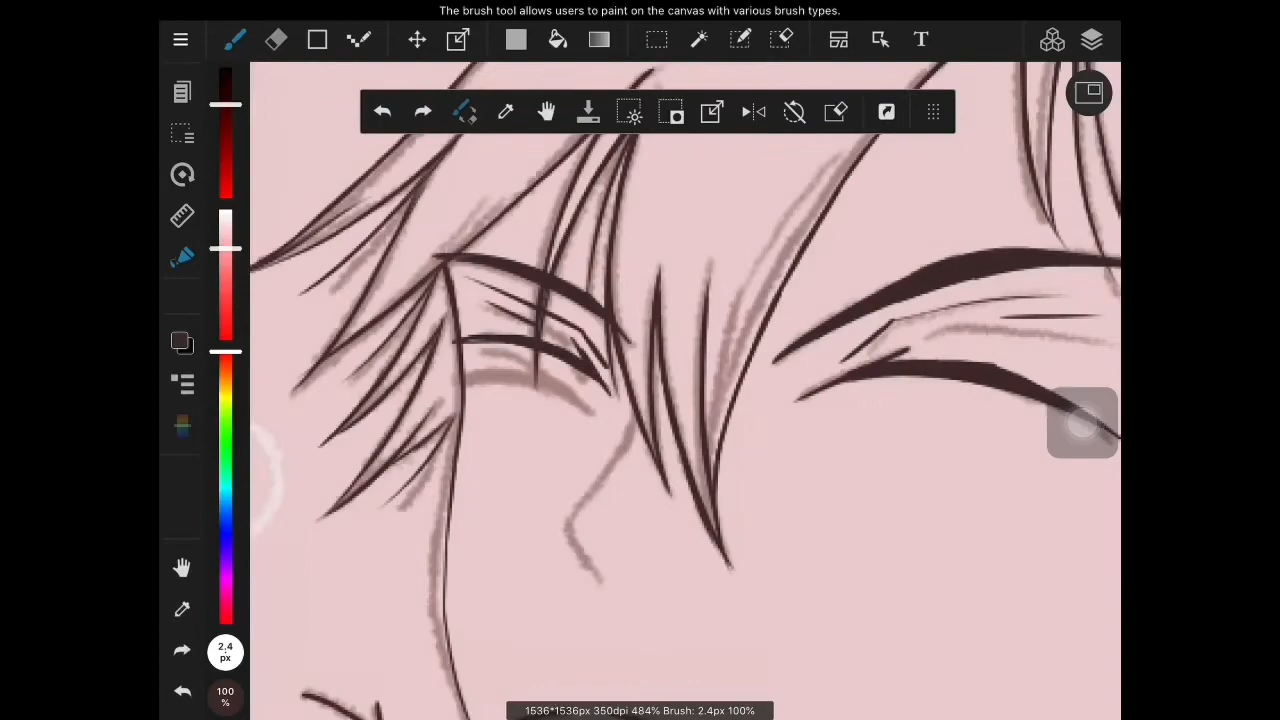 The brush tool allows users to paint on the canvas with various brush types.
T
2.4
px
100
%
1536*1536px 350dpi 484% Brush: 2.4px 100%